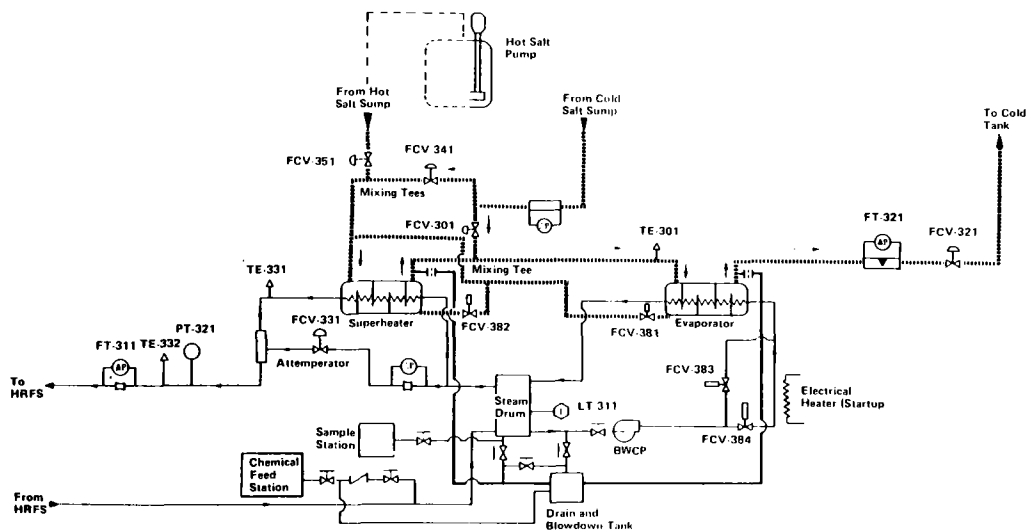 Hot Salt
Pump
From Hot
Salt Sump
From Cold
Salt Sump
To Cold
Tank
FCV-351
FCV 341
Mixing Tees
FCV-301
TE-301
FT-321
FCV-321
ΔP
TE-331
Mixing Tee
Superheater
FCV-382
FCV-381
Evaporator
PT-321
FCV-331
FT-311
TE-332
ΔP
Attemperator
FCV-383
To
HRFS
Steam
Drum
LT 311
Electrical
Heater (Startup
Sample
Station
BWCP
FCV-384
Chemical
Feed
Station
From
HRFS
Drain and
Blowdown Tank